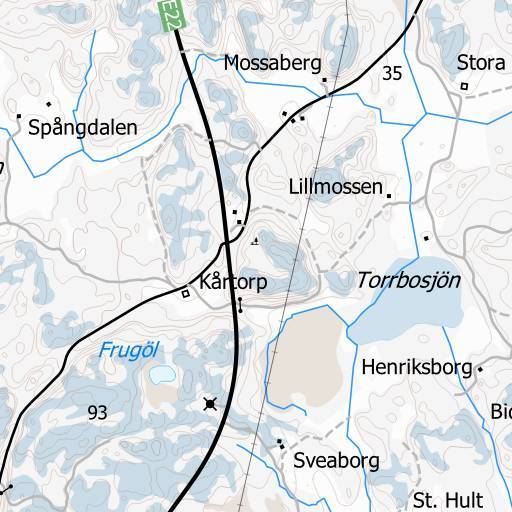 E22
Mossaberg
35
Stora
Spångdalen
Lillmossen
Kårtorp
Torrbosjön
Frugöl
Henriksborg
93
Sveaborg
St. Hult